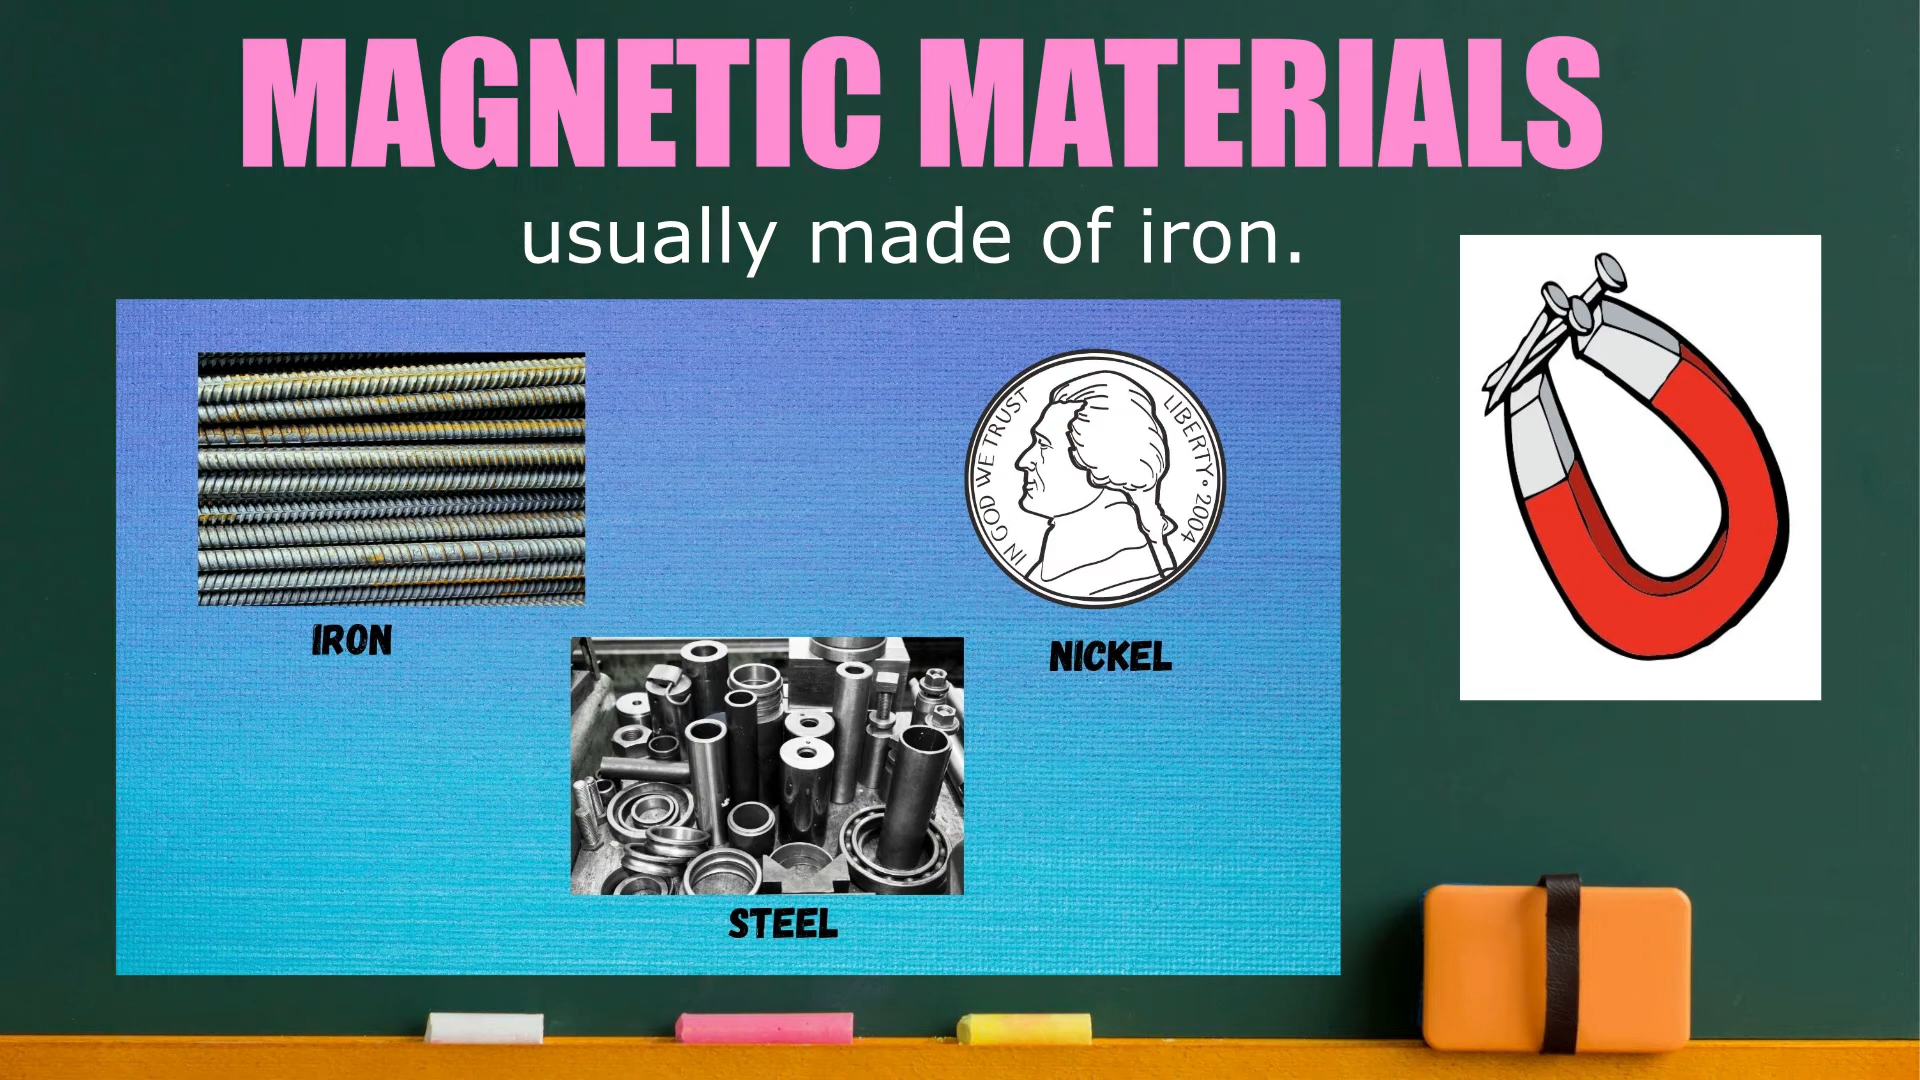 MAGNETIC MATERIALS
usually made of iron.
IN GOD WE TRUST
LIBERTY • 2004
IRON
NICKEL
STEEL